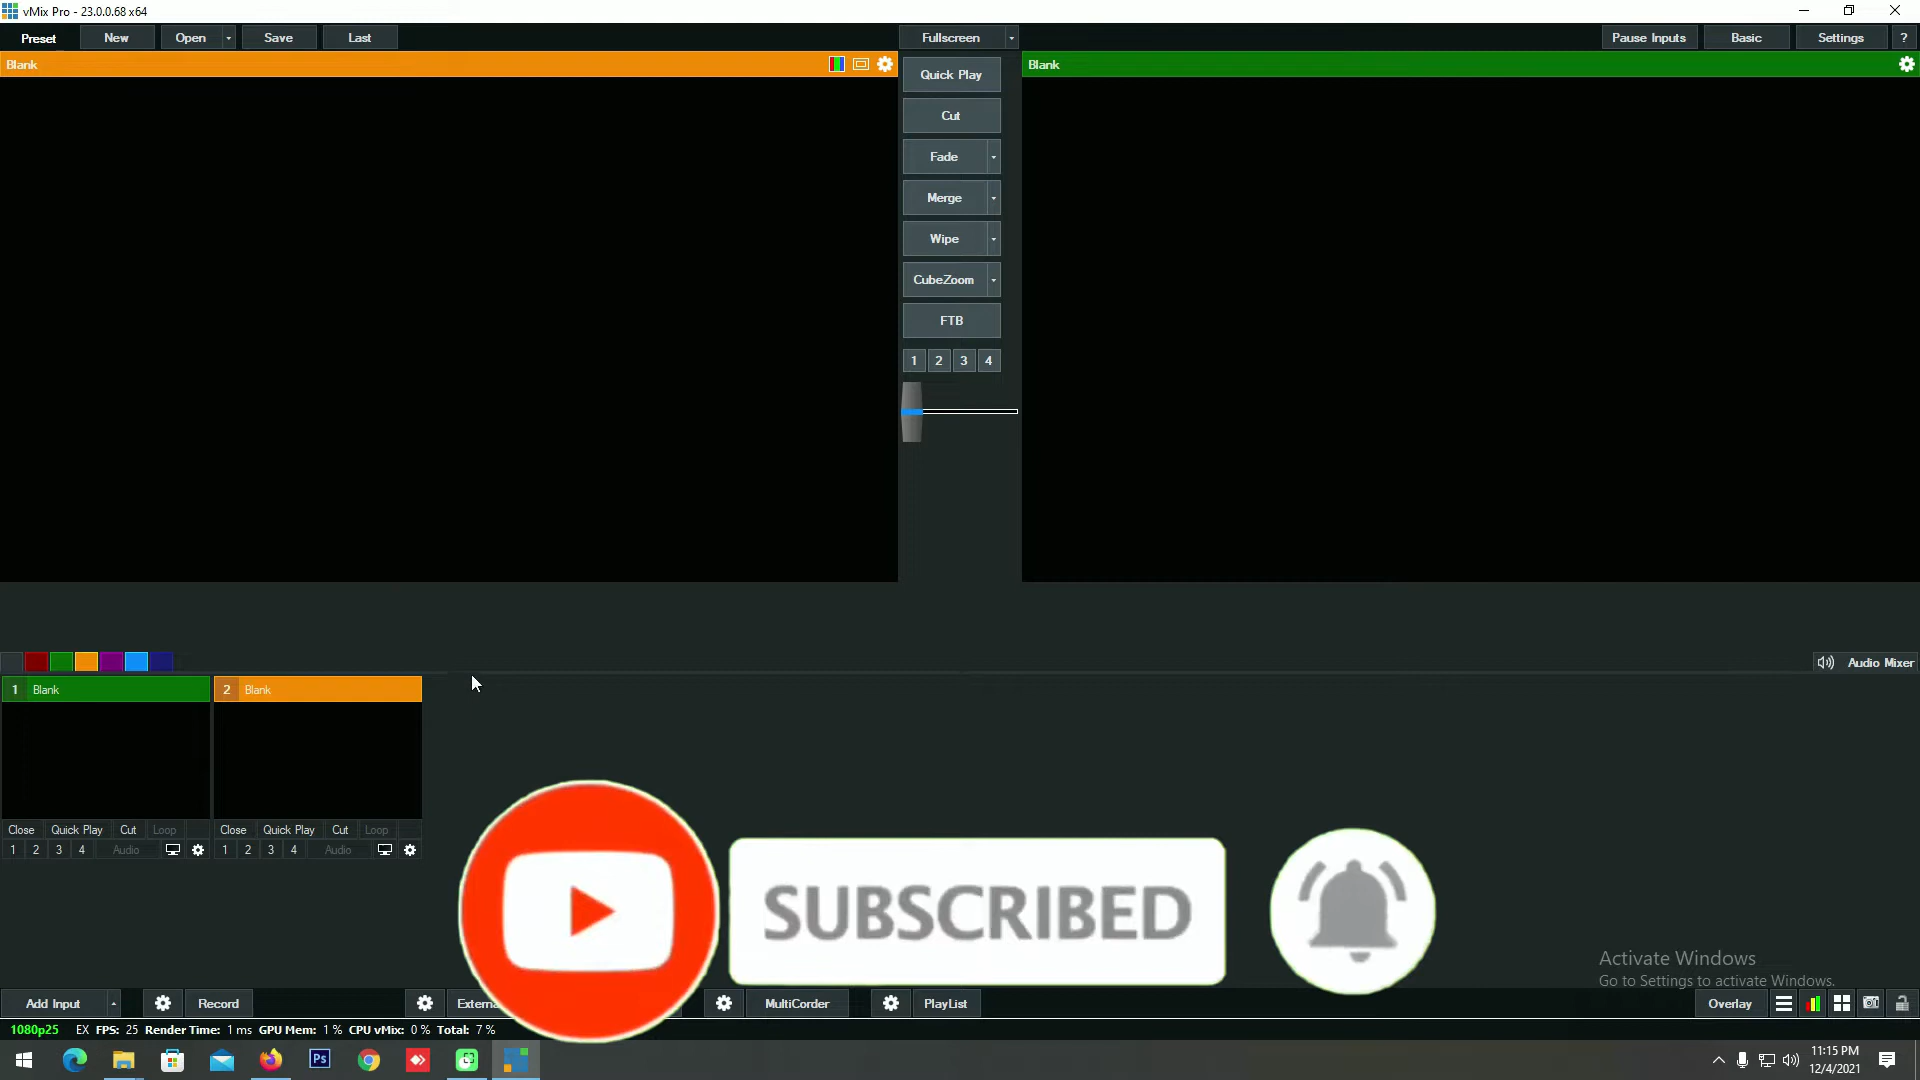 vMix Pro - 23.0.0.68 x64
Preset New Open Save Last Fullscreen Pause Inputs Basic Settings ?
Blank Blank
Quick Play
Cut
Fade
Merge
Wipe
CubeZoom
FTB
1 2 3 4
Audio Mixer
1 Blank 2 Blank
Close Quick Play Cut Loop Close Quick Play Cut Loop
1 2 3 4 Audio 1 2 3 4 Audio
SUBSCRIBED
Activate Windows
Go to Settings to activate Windows.
Add Input Record MultiCorder PlayList Overlay
1080p25 EX FPS: 25 Render Time: 1 ms GPU Mem: 1 % CPU vMix: 0 % Total: 7 %
Ps
11:15 PM
12/4/2021